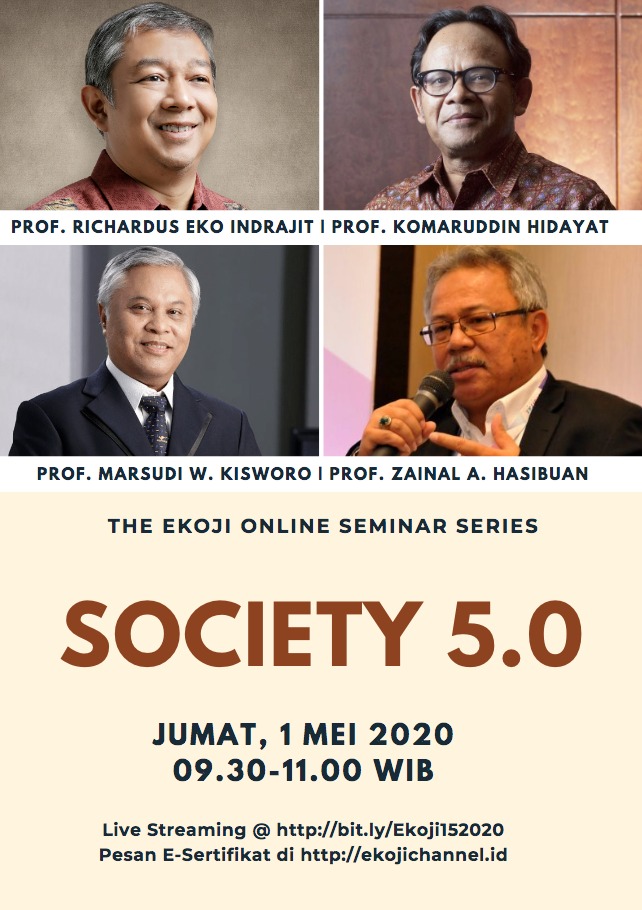 PROF. RICHARDUS EKO INDRAJIT | PROF. KOMARUDDIN HIDAYAT
PROF. MARSUDI W. KISWORO | PROF. ZAINAL A. HASIBUAN
THE EKOJI ONLINE SEMINAR SERIES
SOCIETY 5.0
JUMAT, 1 MEI 2020
09.30-11.00 WIB
Live Streaming @ http://bit.ly/Ekoji152020
Pesan E-Sertifikat di http://ekojichannel.id